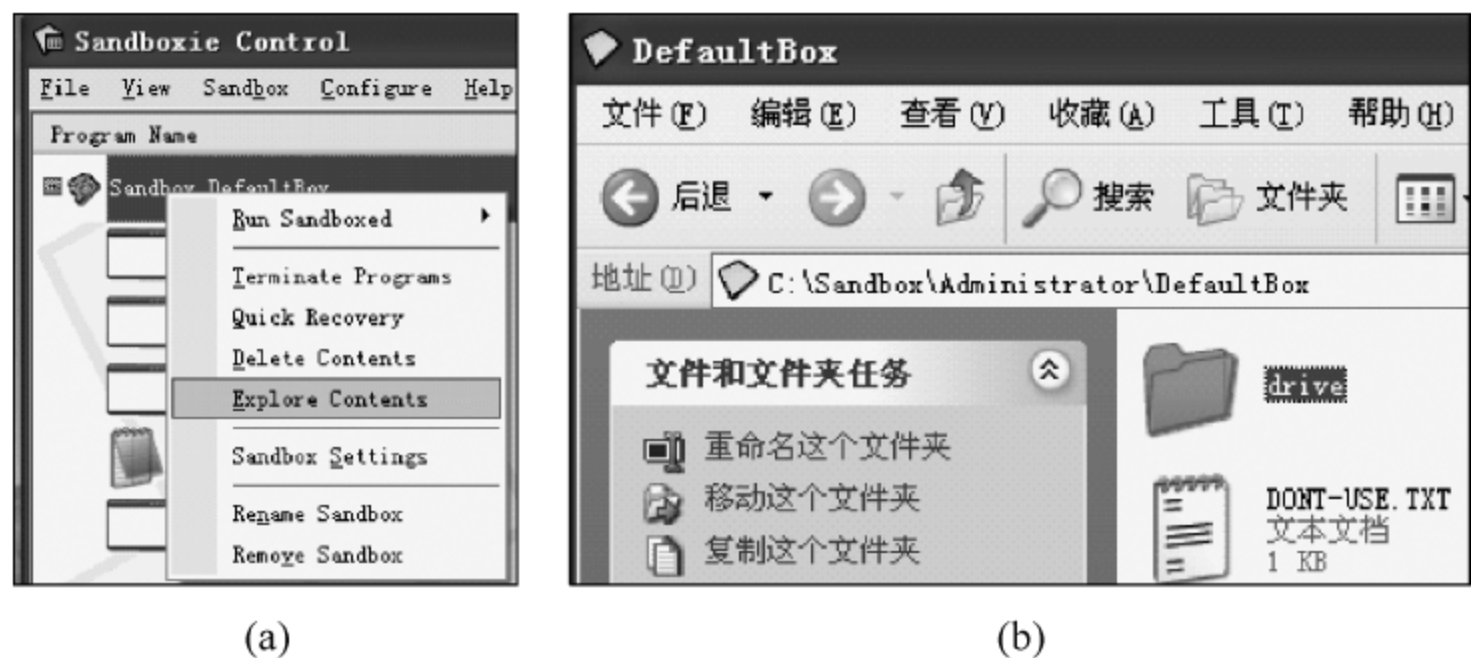 Sandboxie Control
File View Sandbox Configure Help
Program Name
Sandbox DefaultBox
Run Sandboxed
Terminate Programs
Quick Recovery
Delete Contents
Explore Contents
Sandbox Settings
Rename Sandbox
Remove Sandbox
(a)
DefaultBox
文件(F) 编辑(E) 查看(V) 收藏(A) 工具(T) 帮助(H)
后退 搜索 文件夹
地址(D) C:\Sandbox\Administrator\DefaultBox
文件和文件夹任务
重命名这个文件夹
移动这个文件夹
复制这个文件夹
drive
DONT-USE.TXT
文本文档
1 KB
(b)